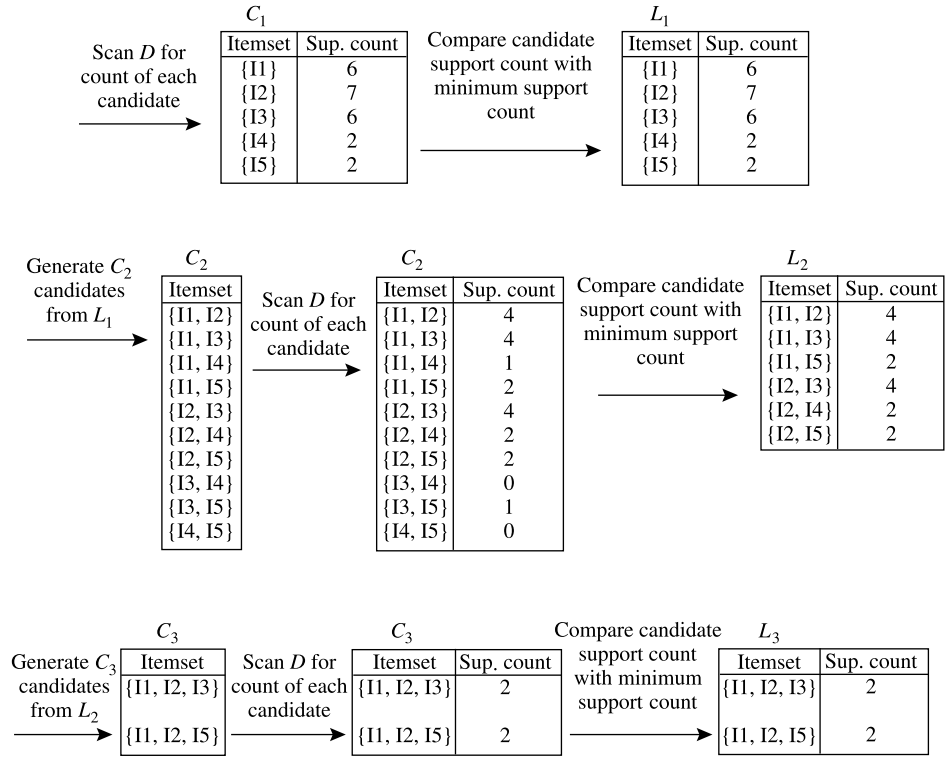 C₁
Scan D for
count of each
candidate
Itemset Sup. count
{I1} 6
{I2} 7
{I3} 6
{I4} 2
{I5} 2
Compare candidate
support count with
minimum support
count
L₁
Itemset Sup. count
{I1} 6
{I2} 7
{I3} 6
{I4} 2
{I5} 2
Generate C₂
candidates
from L₁
C₂
Itemset
{I1, I2}
{I1, I3}
{I1, I4}
{I1, I5}
{I2, I3}
{I2, I4}
{I2, I5}
{I3, I4}
{I3, I5}
{I4, I5}
Scan D for
count of each
candidate
C₂
Itemset Sup. count
{I1, I2} 4
{I1, I3} 4
{I1, I4} 1
{I1, I5} 2
{I2, I3} 4
{I2, I4} 2
{I2, I5} 2
{I3, I4} 0
{I3, I5} 1
{I4, I5} 0
Compare candidate
support count with
minimum support
count
L₂
Itemset Sup. count
{I1, I2} 4
{I1, I3} 4
{I1, I5} 2
{I2, I3} 4
{I2, I4} 2
{I2, I5} 2
Generate C₃
candidates
from L₂
C₃
Itemset
{I1, I2, I3}
{I1, I2, I5}
Scan D for
count of each
candidate
C₃
Itemset Sup. count
{I1, I2, I3} 2
{I1, I2, I5} 2
Compare candidate
support count
with minimum
support count
L₃
Itemset Sup. count
{I1, I2, I3} 2
{I1, I2, I5} 2